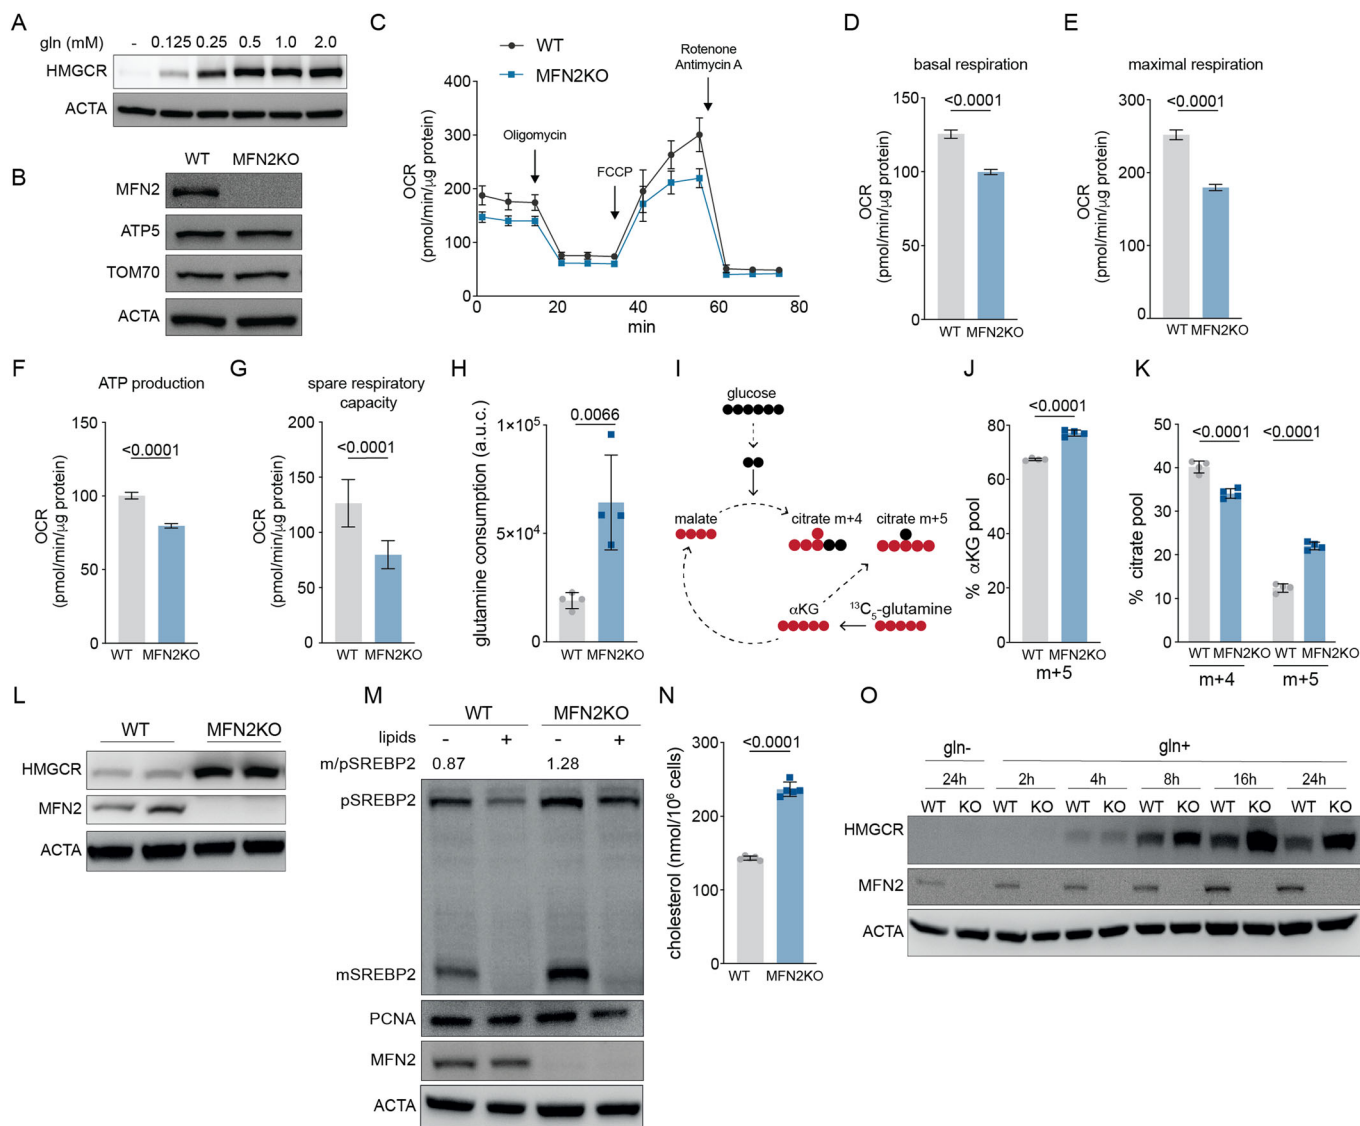 A
gln (mM) - 0.125 0.25 0.5 1.0 2.0
HMGCR
ACTA
B
WT MFN2KO
MFN2
ATP5
TOM70
ACTA
C
WT
MFN2KO
Rotenone
Antimycin A
Oligomycin
FCCP
OCR
(pmol/min/µg protein)
400
300
200
100
0
0 20 40 60 80
min
D
basal respiration
<0.0001
OCR
(pmol/min/µg protein)
150
100
50
0
WT MFN2KO
E
maximal respiration
<0.0001
OCR
(pmol/min/µg protein)
300
200
100
0
WT MFN2KO
F
ATP production
<0.0001
OCR
(pmol/min/µg protein)
150
100
50
0
WT MFN2KO
G
spare respiratory
capacity
<0.0001
OCR
(pmol/min/µg protein)
200
150
100
50
0
WT MFN2KO
H
0.0066
glutamine consumption (a.u.c.)
1×10⁵
5×10⁴
0
WT MFN2KO
I
glucose
malate citrate m+4 citrate m+5
αKG ¹³C₅-glutamine
J
<0.0001
% αKG pool
80
60
40
20
0
WT MFN2KO
m+5
K
<0.0001 <0.0001
% citrate pool
50
40
30
20
10
0
WT MFN2KO WT MFN2KO
m+4 m+5
L
WT MFN2KO
HMGCR
MFN2
ACTA
M
WT MFN2KO
lipids - + - +
m/pSREBP2 0.87 1.28
pSREBP2
mSREBP2
PCNA
MFN2
ACTA
N
<0.0001
cholesterol (nmol/10⁶ cells)
300
200
100
0
WT MFN2KO
O
gln- gln+
24h 2h 4h 8h 16h 24h
WT KO WT KO WT KO WT KO WT KO WT KO
HMGCR
MFN2
ACTA